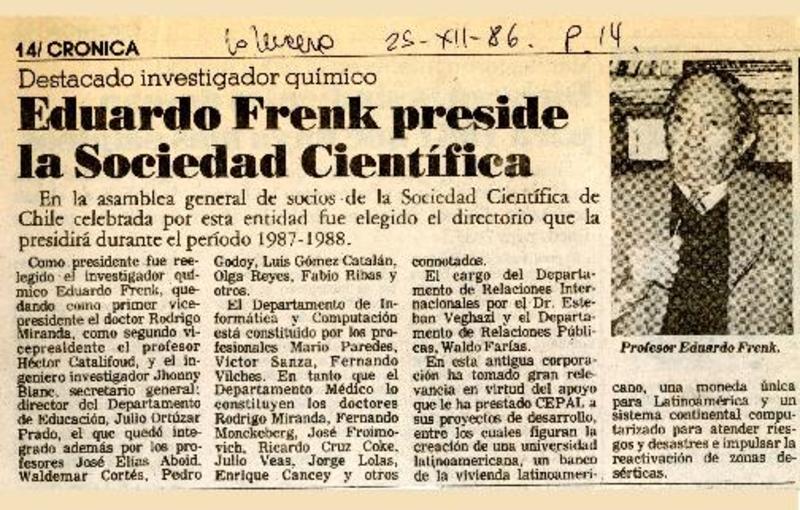 14/ CRONICA
La Tercera 25-XII-86. P. 14.
Destacado investigador químico
Eduardo Frenk preside
la Sociedad Científica
En la asamblea general de socios de la Sociedad Científica de
Chile celebrada por esta entidad fue elegido el directorio que la
presidirá durante el período 1987-1988.
Como presidente fue ree-
legido el investigador quí-
mico Eduardo Frenk, que-
dando como primer vice-
presidente el doctor Rodrigo
Miranda, como segundo vi-
cepresidente el profesor
Héctor Catalifoud, y el in-
geniero investigador Jhonny
Blanc, secretario general;
director del Departamento
de Educación, Julio Ortúzar
Prado, el que quedó inte-
grado además por los pro-
fesores José Elías Aboid,
Waldemar Cortés, Pedro
Godoy, Luis Gómez Catalán,
Olga Reyes, Fabio Ribas y
otros.
El Departamento de In-
formática y Computación
está constituido por los pro-
fesionales Mario Paredes,
Víctor Sanza, Fernando
Vilches. En tanto que el
Departamento Médico lo
constituyen los doctores
Rodrigo Miranda, Fernando
Monckeberg, José Froimo-
vich, Ricardo Cruz Coke,
Julio Veas, Jorge Lolas,
Enrique Cancey y otros
connotados.
El cargo del Departa-
mento de Relaciones Inter-
nacionales por el Dr. Este-
ban Veghazi y el Departa-
mento de Relaciones Públi-
cas, Waldo Farías.
En esta antigua corpora-
ción ha tomado gran rele-
vancia en virtud del apoyo
que le ha prestado CEPAL a
sus proyectos de desarrollo,
entre los cuales figuran la
creación de una universidad
latinoamericana, un banco
de la vivienda latinoameri-
Profesor Eduardo Frenk.
cano, una moneda única
para Latinoamérica y un
sistema continental compu-
tarizado para atender ries-
gos y desastres e impulsar la
reactivación de zonas de-
sérticas.